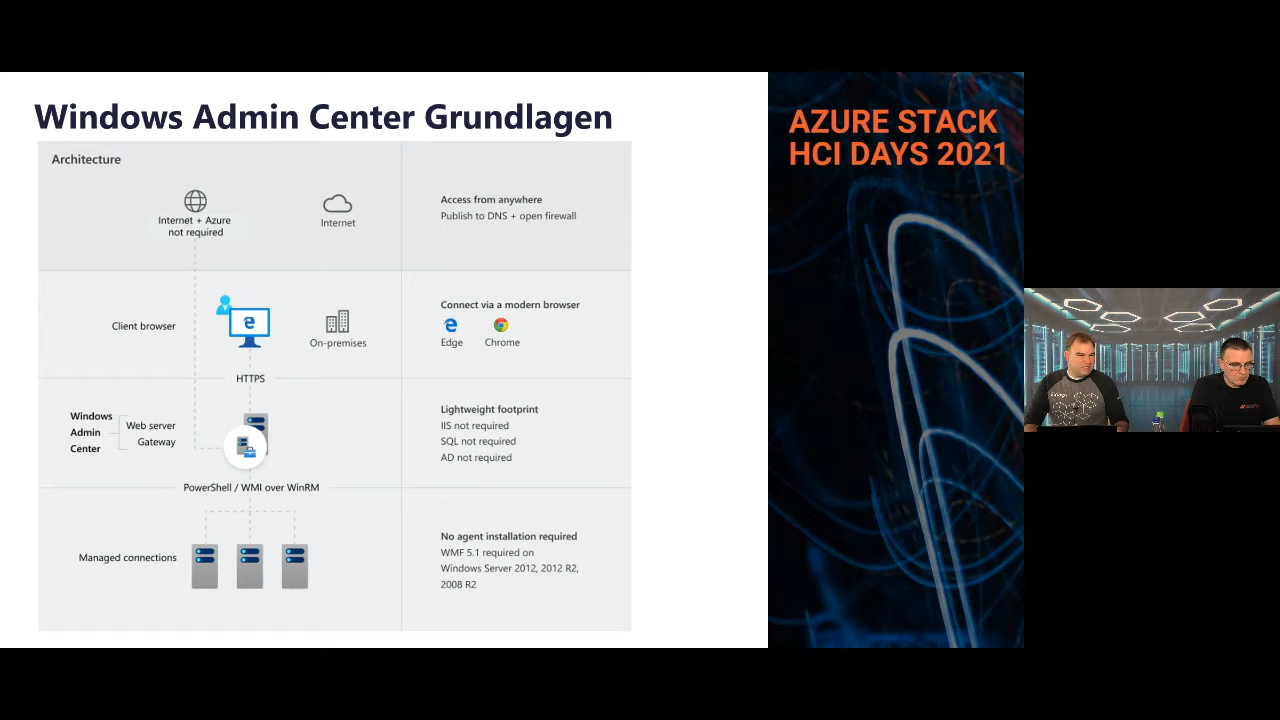 Windows Admin Center Grundlagen
AZURE STACK
HCI DAYS 2021
Architecture
Internet + Azure
not required
Internet
Access from anywhere
Publish to DNS + open firewall
Client browser
On-premises
Connect via a modern browser
Edge
Chrome
HTTPS
Windows
Admin
Center
Web server
Gateway
Lightweight footprint
IIS not required
SQL not required
AD not required
PowerShell / WMI over WinRM
Managed connections
No agent installation required
WMF 5.1 required on
Windows Server 2012, 2012 R2,
2008 R2